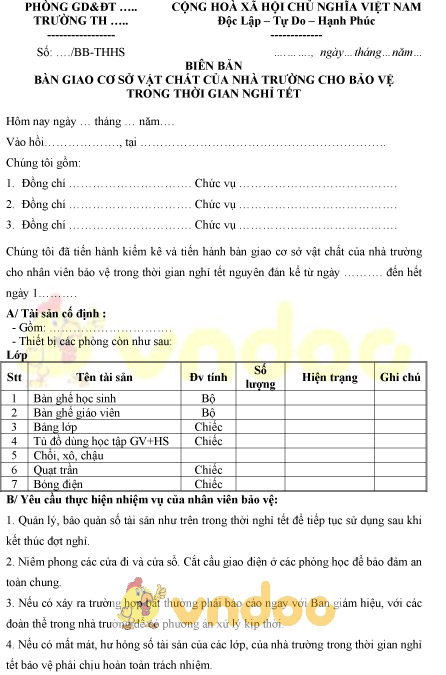 PHÒNG GD&ĐT ….. CỘNG HOÀ XÃ HỘI CHỦ NGHĨA VIỆT NAM
TRƯỜNG TH ….. Độc Lập – Tự Do – Hạnh Phúc
----------------- -------------
Số: …./BB-THHS …………, ngày…tháng…năm…
BIÊN BẢN
BÀN GIAO CƠ SỞ VẬT CHẤT CỦA NHÀ TRƯỜNG CHO BẢO VỆ
TRONG THỜI GIAN NGHỈ TẾT
Hôm nay ngày … tháng … năm….
Vào hồi………………., tại ……………………………………………………..
Chúng tôi gồm:
1. Đồng chí ………………………… Chức vụ …………………………………
2. Đồng chí ………………………… Chức vụ …………………………………
3. Đồng chí ………………………… Chức vụ …………………………………
Chúng tôi đã tiến hành kiểm kê và tiến hành bàn giao cơ sở vật chất của nhà trường
cho nhân viên bảo vệ trong thời gian nghỉ tết nguyên đán kể từ ngày ………. đến hết
ngày 1……….
A/ Tài sản cố định :
- Gồm: …………………………
- Thiết bị các phòng còn như sau:
Lớp
Stt Tên tài sản Đv tính Số lượng Hiện trạng Ghi chú
1 Bàn ghế học sinh Bộ
2 Bàn ghế giáo viên Bộ
3 Bảng lớp Chiếc
4 Tủ đồ dùng học tập GV+HS Chiếc
5 Chổi, xô, chậu
6 Quạt trần Chiếc
7 Bóng điện Chiếc
B/ Yêu cầu thực hiện nhiệm vụ của nhân viên bảo vệ:
1. Quản lý, bảo quản số tài sản như trên trong thời nghỉ tết để tiếp tục sử dụng sau khi
kết thúc đợt nghỉ.
2. Niêm phong các cửa đi và cửa sổ. Cắt cầu giao điện ở các phòng học để bảo đảm an
toàn chung.
3. Nếu có xảy ra trường hợp bất thường phải báo cáo ngay với Ban giám hiệu, với các
đoàn thể trong nhà trường để có phương án xử lý kịp thời.
4. Nếu có mất mát, hư hỏng số tài sản của các lớp, của nhà trường trong thời gian nghỉ
tết bảo vệ phải chịu hoàn toàn trách nhiệm.
vndoc
vndoc